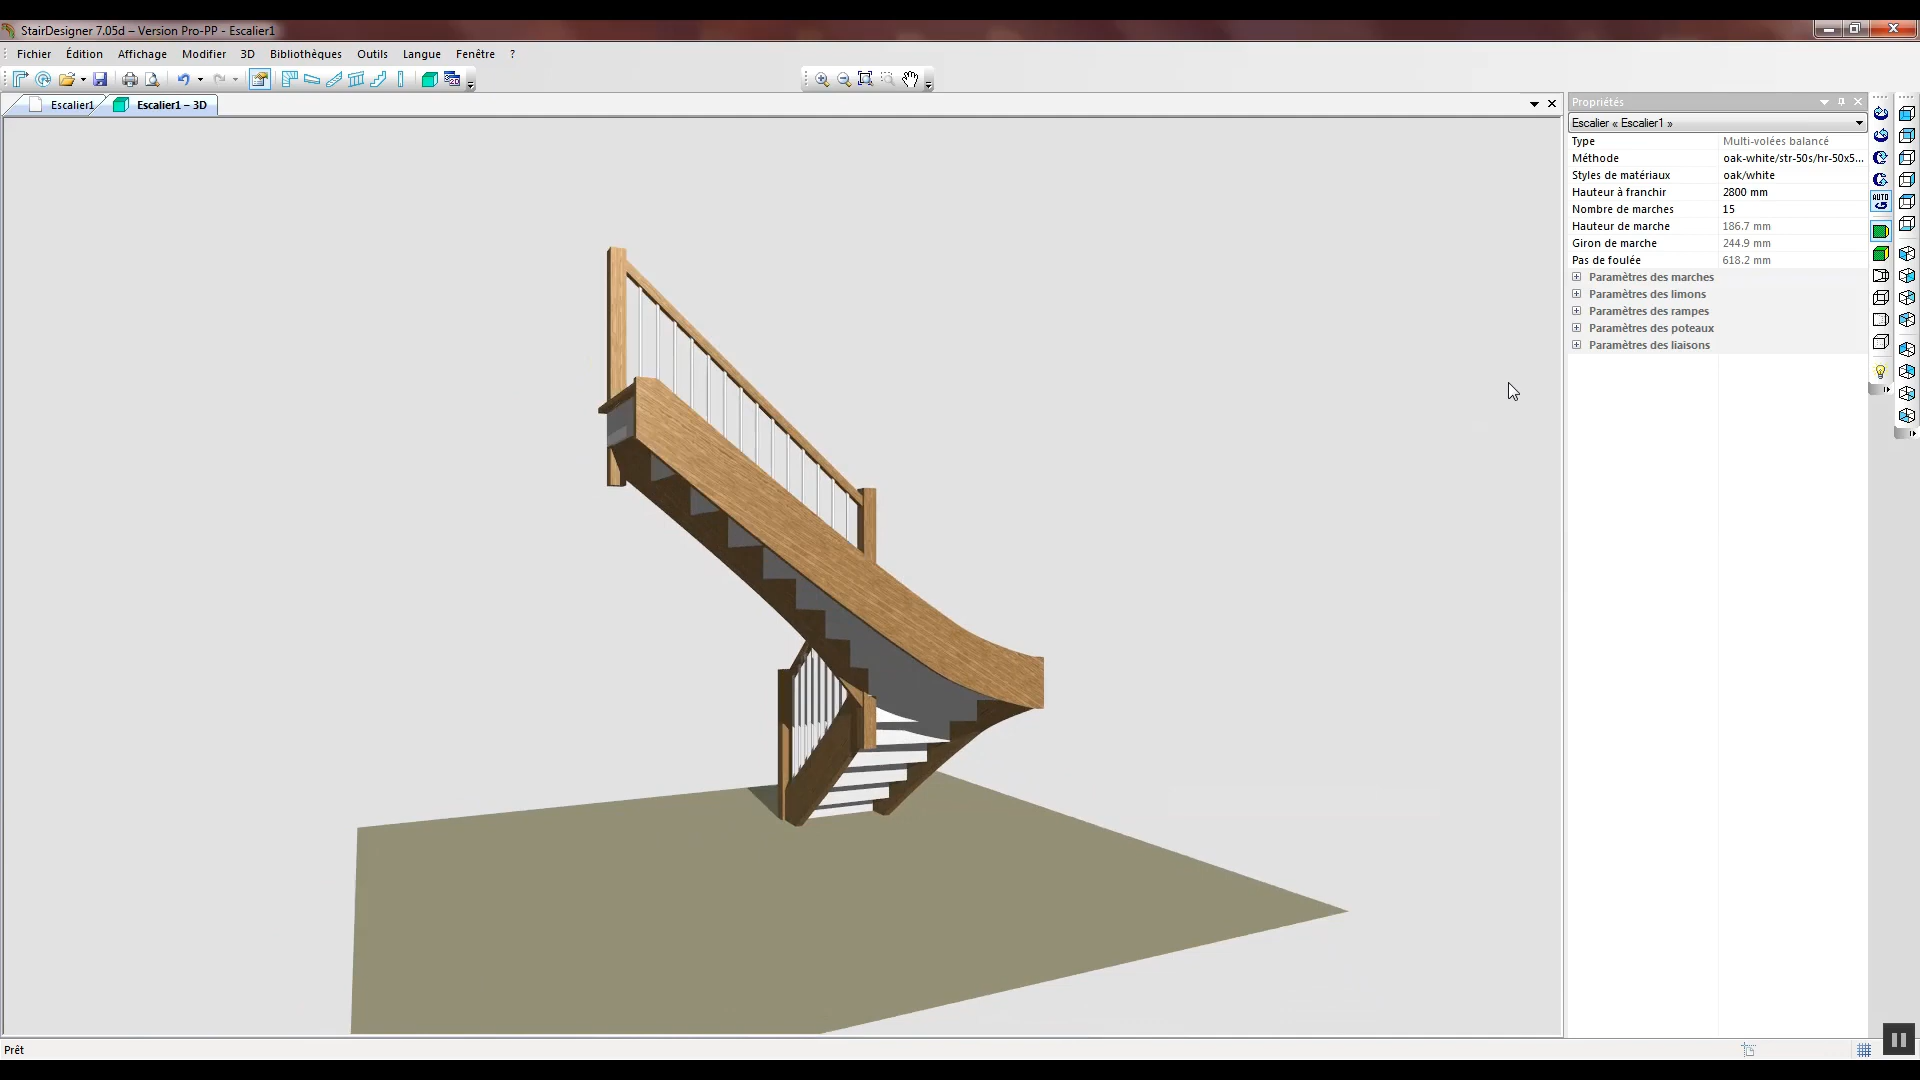 StairDesigner 7.05d – Version Pro-PP - Escalier1
Fichier Édition Affichage Modifier 3D Bibliothèques Outils Langue Fenêtre ?
Escalier1 Escalier1 – 3D
Propriétés
Escalier « Escalier1 »
Type Multi-volées balancé
Méthode oak-white/str-50s/hr-50x5...
Styles de matériaux oak/white
Hauteur à franchir 2800 mm
Nombre de marches 15
Hauteur de marche 186.7 mm
Giron de marche 244.9 mm
Pas de foulée 618.2 mm
Paramètres des marches
Paramètres des limons
Paramètres des rampes
Paramètres des poteaux
Paramètres des liaisons
AUTO
Prêt